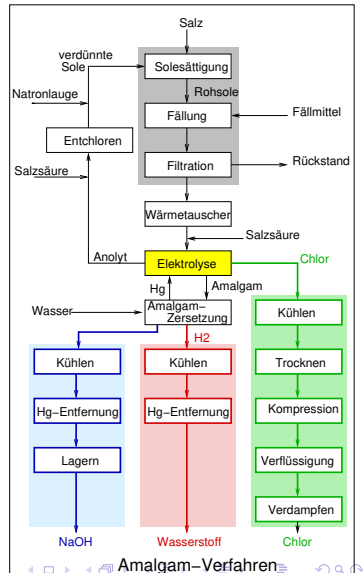 Salz
verdünnte
Sole
Solesättigung
Rohsole
Natronlauge
Fällung
Fällmittel
Entchloren
Filtration
Rückstand
Salzsäure
Wärmetauscher
Salzsäure
Anolyt
Elektrolyse
Chlor
Hg
Amalgam
Wasser
Amalgam−
Zersetzung
H2
Kühlen
Kühlen
Kühlen
Trocknen
Hg−Entfernung
Hg−Entfernung
Kompression
Lagern
Verflüssigung
Verdampfen
NaOH
Wasserstoff
Chlor
Amalgam−Verfahren